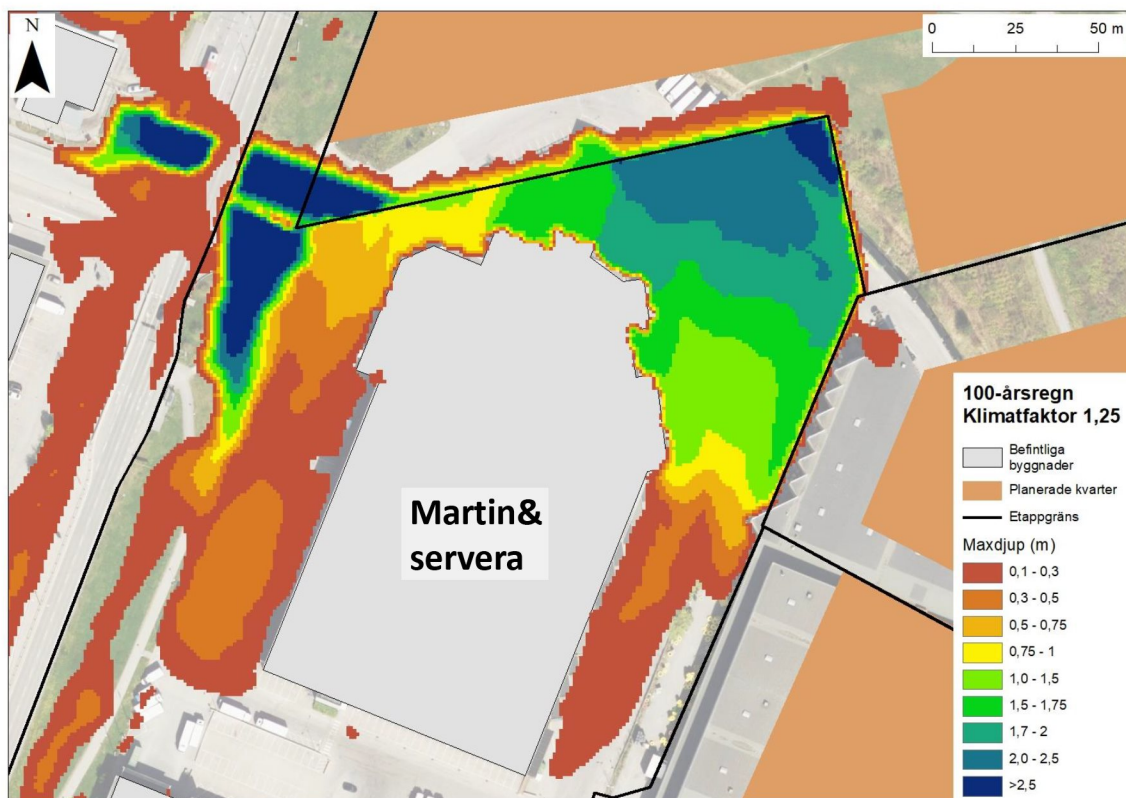 N
0 25 50 m
Martin&
servera
100-årsregn
Klimatfaktor 1,25
Befintliga
byggnader
Planerade kvarter
Etappgräns
Maxdjup (m)
0,1 - 0,3
0,3 - 0,5
0,5 - 0,75
0,75 - 1
1,0 - 1,5
1,5 - 1,75
1,7 - 2
2,0 - 2,5
>2,5